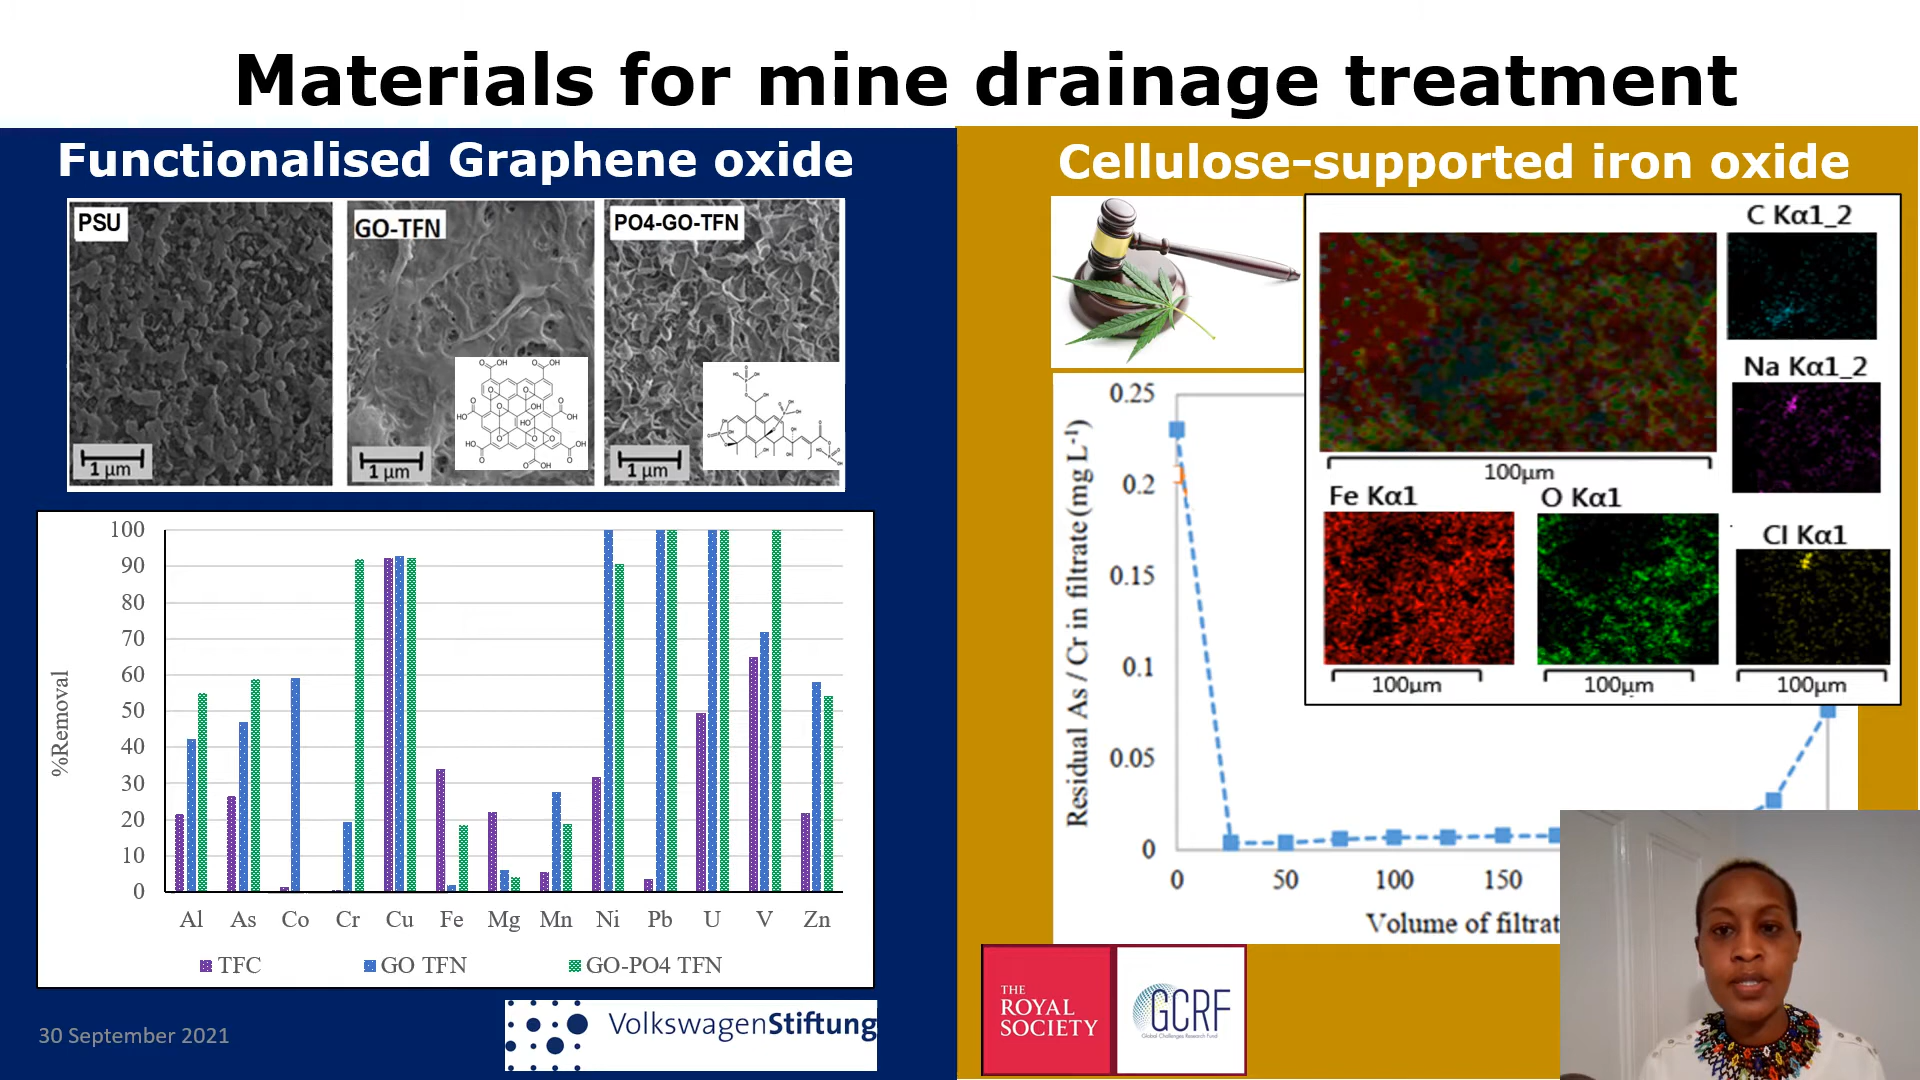 Materials for mine drainage treatment
Functionalised Graphene oxide
PSU
GO-TFN
PO4-GO-TFN
1 µm
1 µm
1 µm
%Removal
100
90
80
70
60
50
40
30
20
10
0
Al As Co Cr Cu Fe Mg Mn Ni Pb U V Zn
TFC GO TFN GO-PO4 TFN
30 September 2021
VolkswagenStiftung
Cellulose-supported iron oxide
C Kα1_2
Na Kα1_2
100µm
Fe Kα1
O Kα1
Cl Kα1
100µm
100µm
100µm
Residual As / Cr in filtrate (mg L-1)
0.25
0.2
0.15
0.1
0.05
0
0 50 100 150
Volume of filtrat
THE
ROYAL
SOCIETY
GCRF
Global Challenges Research Fund